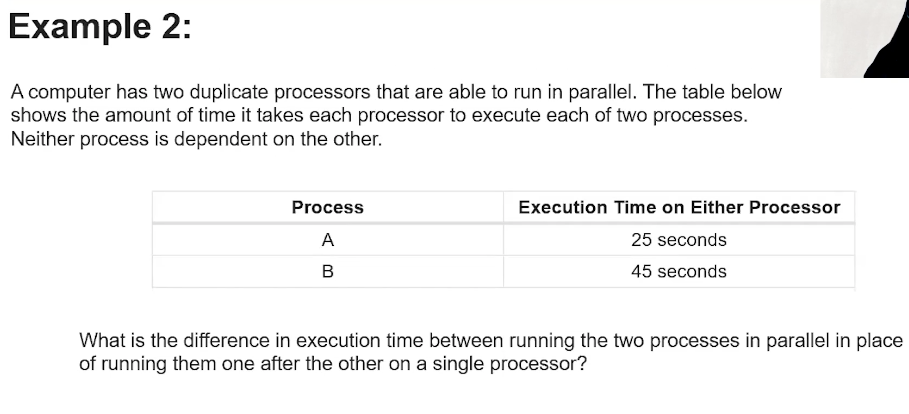 Example 2:
A computer has two duplicate processors that are able to run in parallel. The table below
shows the amount of time it takes each processor to execute each of two processes.
Neither process is dependent on the other.
Process Execution Time on Either Processor
A 25 seconds
B 45 seconds
What is the difference in execution time between running the two processes in parallel in place
of running them one after the other on a single processor?